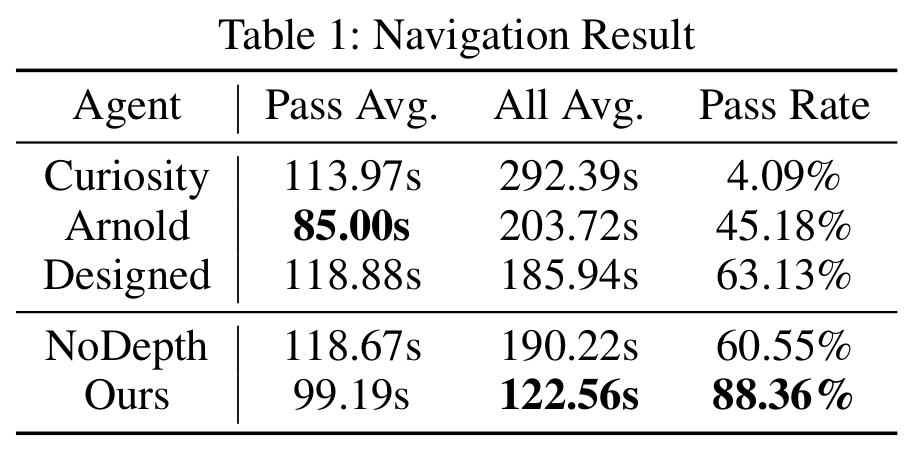 Table 1: Navigation Result
Agent Pass Avg. All Avg. Pass Rate
Curiosity 113.97s 292.39s 4.09%
Arnold 85.00s 203.72s 45.18%
Designed 118.88s 185.94s 63.13%
NoDepth 118.67s 190.22s 60.55%
Ours 99.19s 122.56s 88.36%